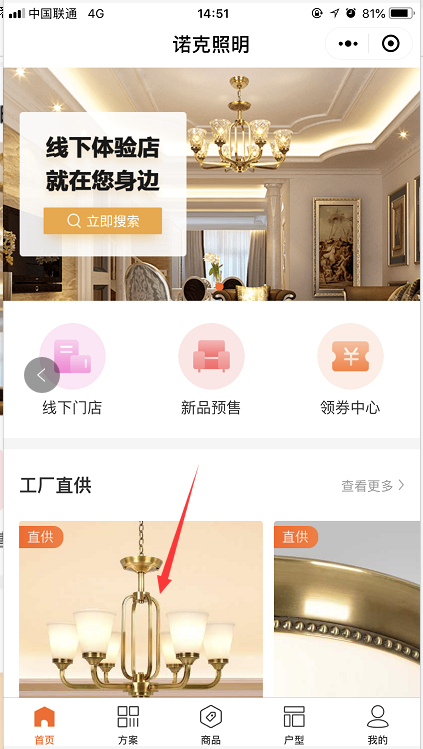 中国联通 4G 14:51 81%
诺克照明
线下体验店
就在您身边
立即搜索
线下门店 新品预售 领券中心
工厂直供 查看更多
直供 直供
首页 方案 商品 户型 我的